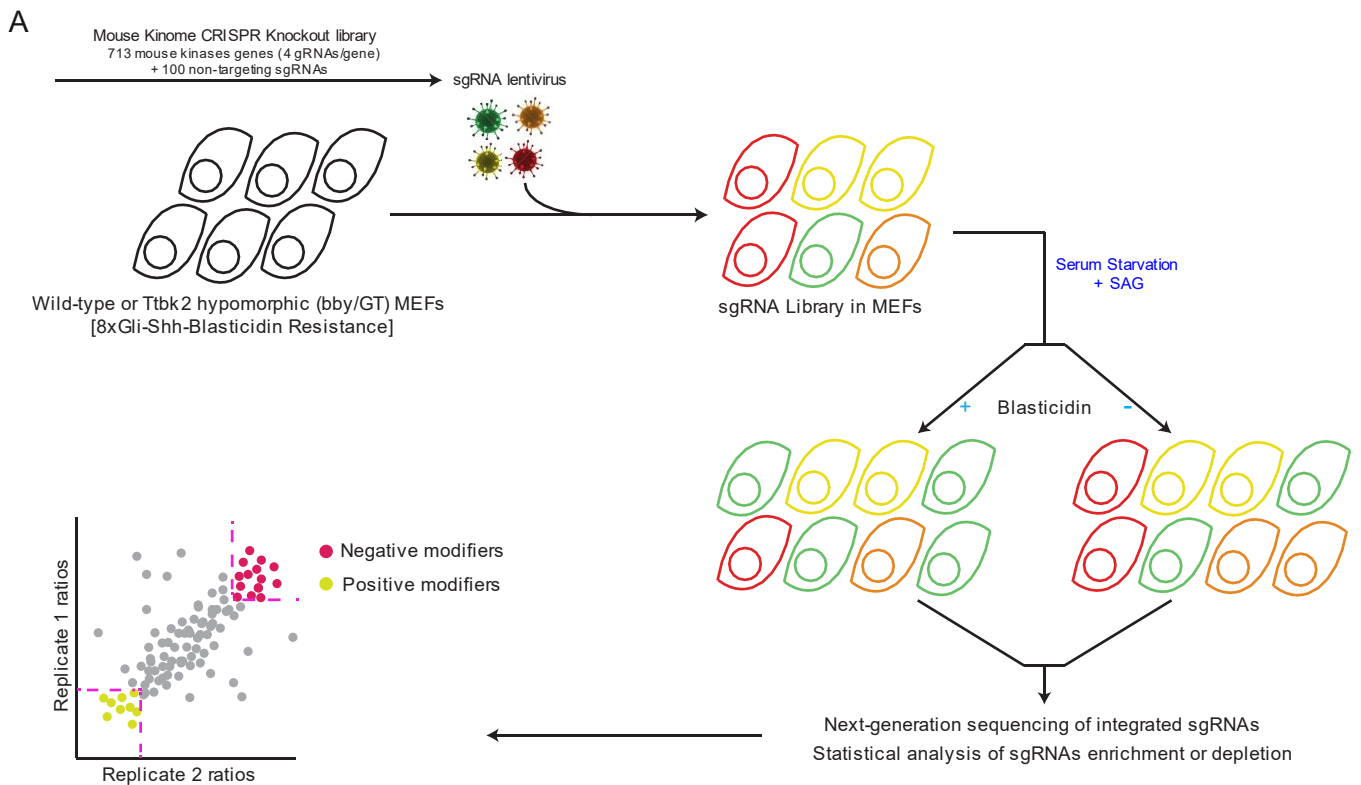 A
Mouse Kinome CRISPR Knockout library
713 mouse kinases genes (4 gRNAs/gene)
+ 100 non-targeting sgRNAs
sgRNA lentivirus
Wild-type or Ttbk2 hypomorphic (bby/GT) MEFs
[8xGli-Shh-Blasticidin Resistance]
sgRNA Library in MEFs
Serum Starvation
+ SAG
+ Blasticidin -
Negative modifiers
Positive modifiers
Replicate 1 ratios
Replicate 2 ratios
Next-generation sequencing of integrated sgRNAs
Statistical analysis of sgRNAs enrichment or depletion